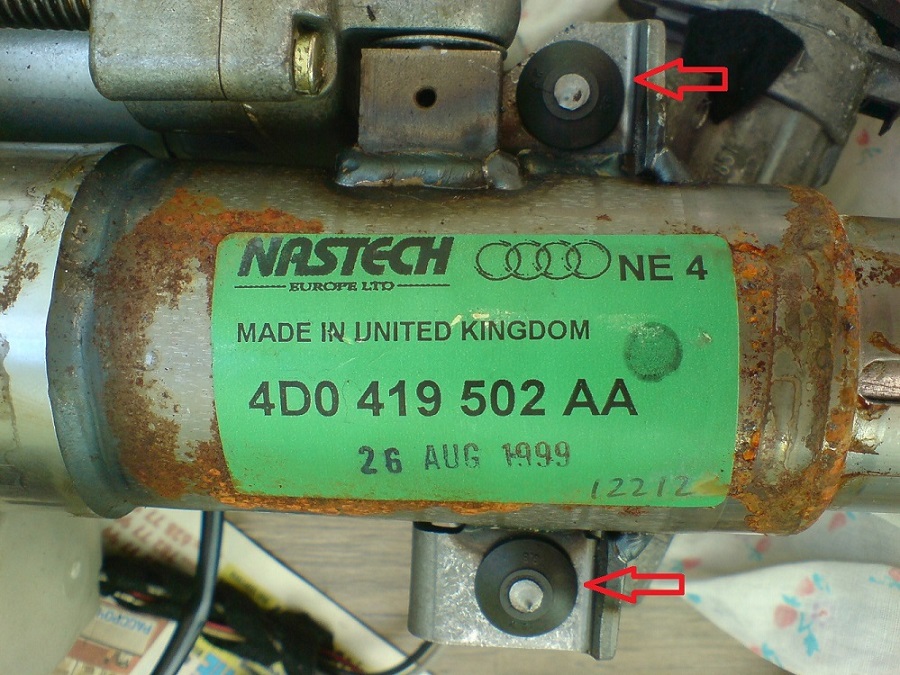 NASTECH
EUROPE LTD
NE 4
MADE IN UNITED KINGDOM
4D0 419 502 AA
26 AUG 1999
12212